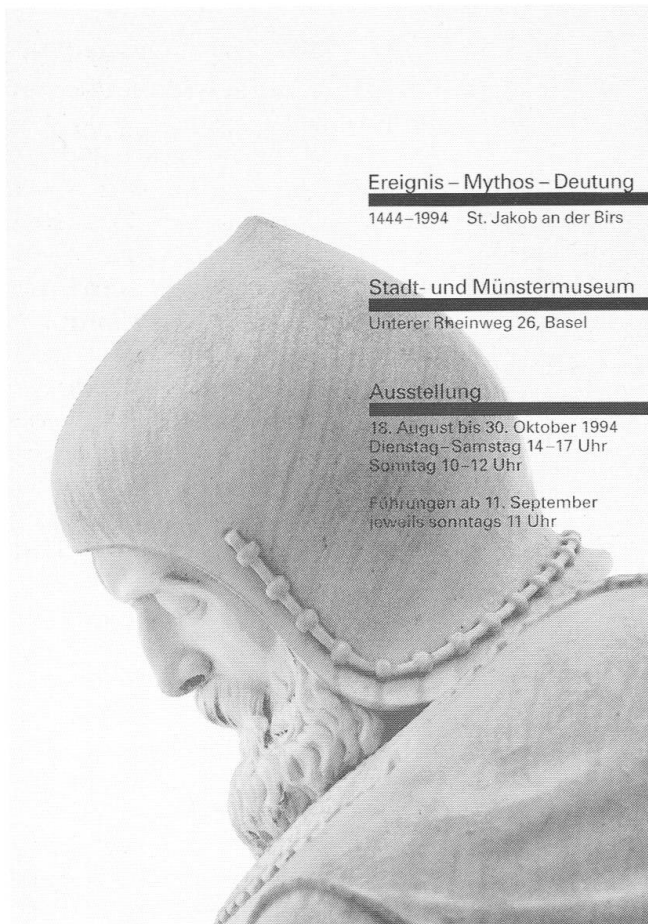 Ereignis – Mythos – Deutung
1444–1994 St. Jakob an der Birs
Stadt- und Münstermuseum
Unterer Rheinweg 26, Basel
Ausstellung
18. August bis 30. Oktober 1994
Dienstag–Samstag 14–17 Uhr
Sonntag 10–12 Uhr
Führungen ab 11. September
jeweils sonntags 11 Uhr